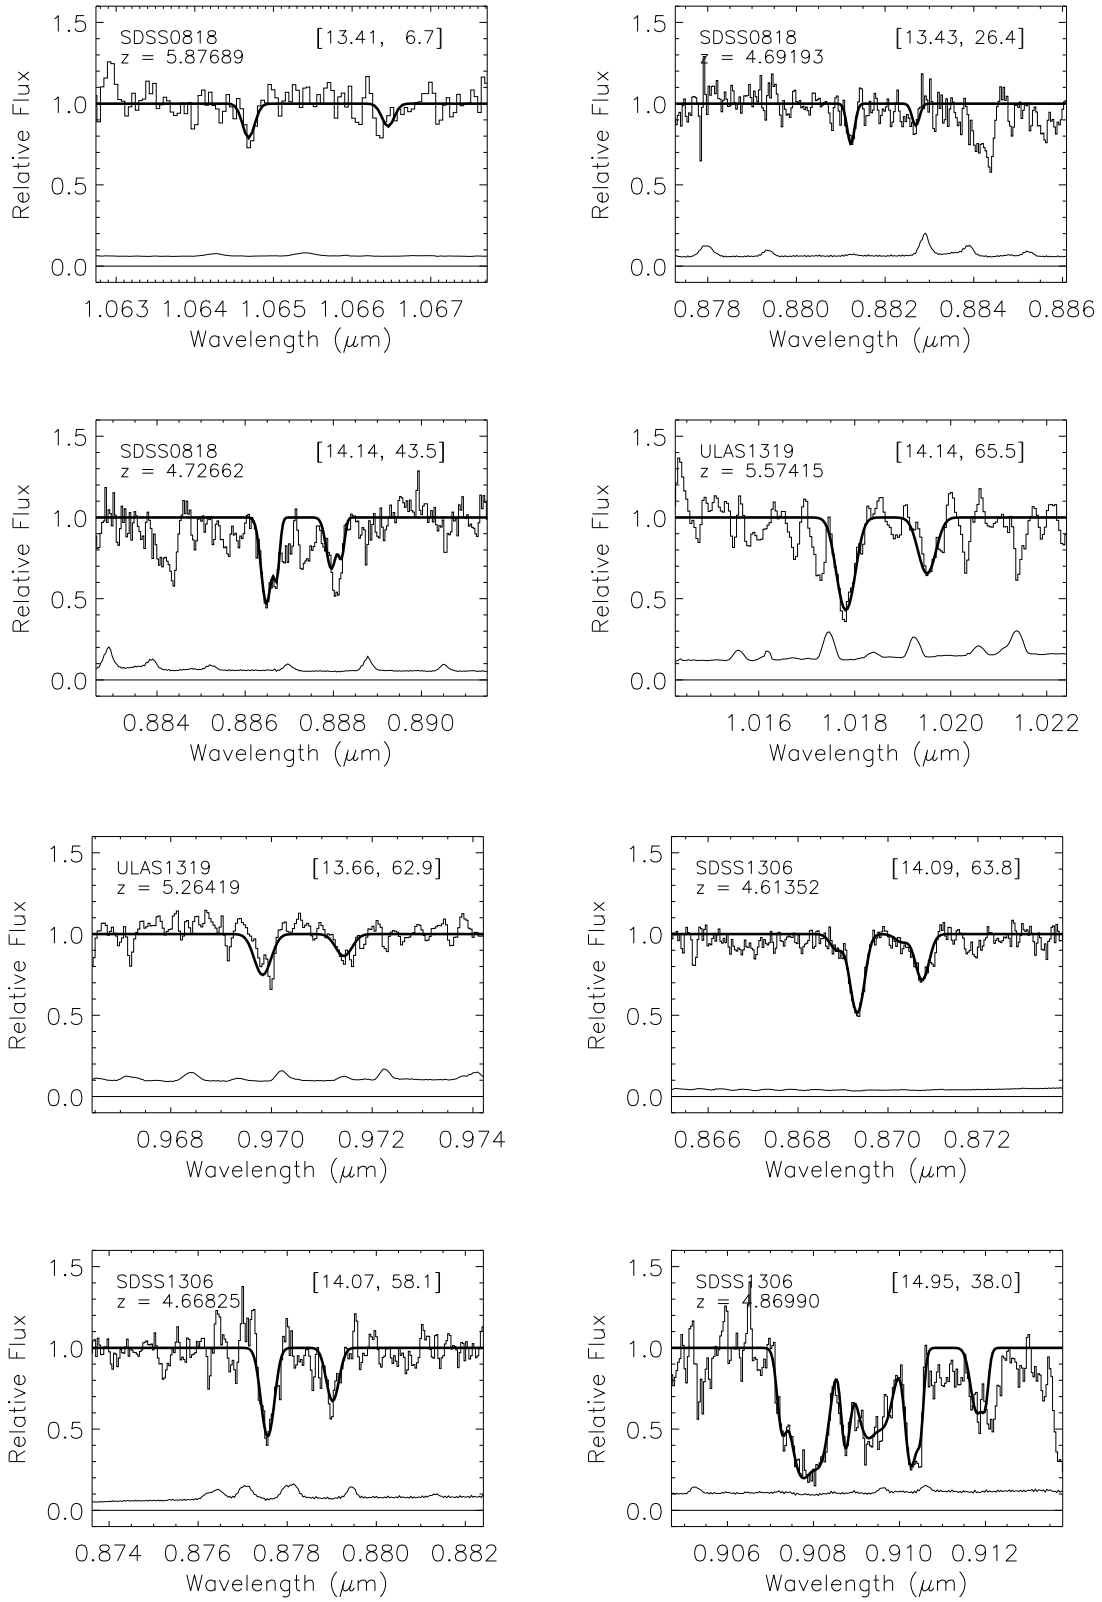 1.5
SDSS0818 [13.41, 6.7]
z = 5.87689
1.0
0.5
0.0
Relative Flux
1.063 1.064 1.065 1.066 1.067
Wavelength (μm)
1.5
SDSS0818 [13.43, 26.4]
z = 4.69193
1.0
0.5
0.0
Relative Flux
0.878 0.880 0.882 0.884 0.886
Wavelength (μm)
1.5
SDSS0818 [14.14, 43.5]
z = 4.72662
1.0
0.5
0.0
Relative Flux
0.884 0.886 0.888 0.890
Wavelength (μm)
1.5
ULAS1319 [14.14, 65.5]
z = 5.57415
1.0
0.5
0.0
Relative Flux
1.016 1.018 1.020 1.022
Wavelength (μm)
1.5
ULAS1319 [13.66, 62.9]
z = 5.26419
1.0
0.5
0.0
Relative Flux
0.968 0.970 0.972 0.974
Wavelength (μm)
1.5
SDSS1306 [14.09, 63.8]
z = 4.61352
1.0
0.5
0.0
Relative Flux
0.866 0.868 0.870 0.872
Wavelength (μm)
1.5
SDSS1306 [14.07, 58.1]
z = 4.66825
1.0
0.5
0.0
Relative Flux
0.874 0.876 0.878 0.880 0.882
Wavelength (μm)
1.5
SDSS1306 [14.95, 38.0]
z = 4.86990
1.0
0.5
0.0
Relative Flux
0.906 0.908 0.910 0.912
Wavelength (μm)